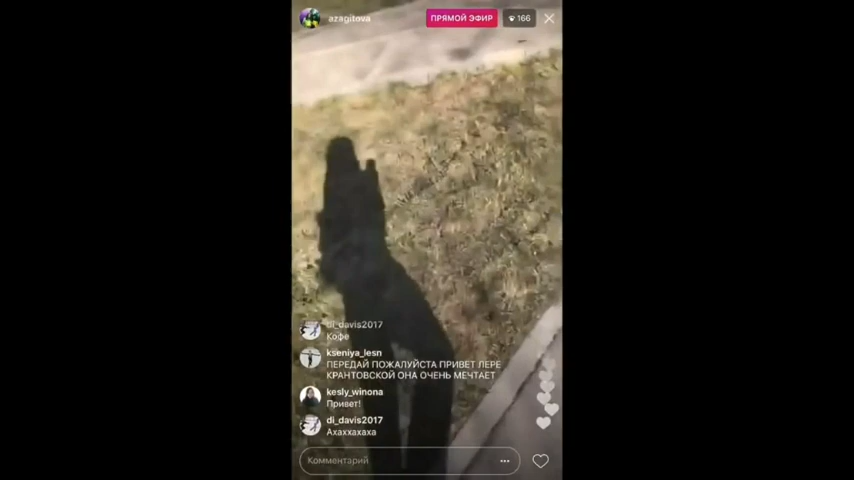 azagitova
ПРЯМОЙ ЭФИР
166
di_davis2017
Кофе
kseniya_lesn
ПЕРЕДАЙ ПОЖАЛУЙСТА ПРИВЕТ ЛЕРЕ
КРАНТОВСКОЙ ОНА ОЧЕНЬ МЕЧТАЕТ
kesly_winona
Привет!
di_davis2017
Ахаххахаха
Комментарий